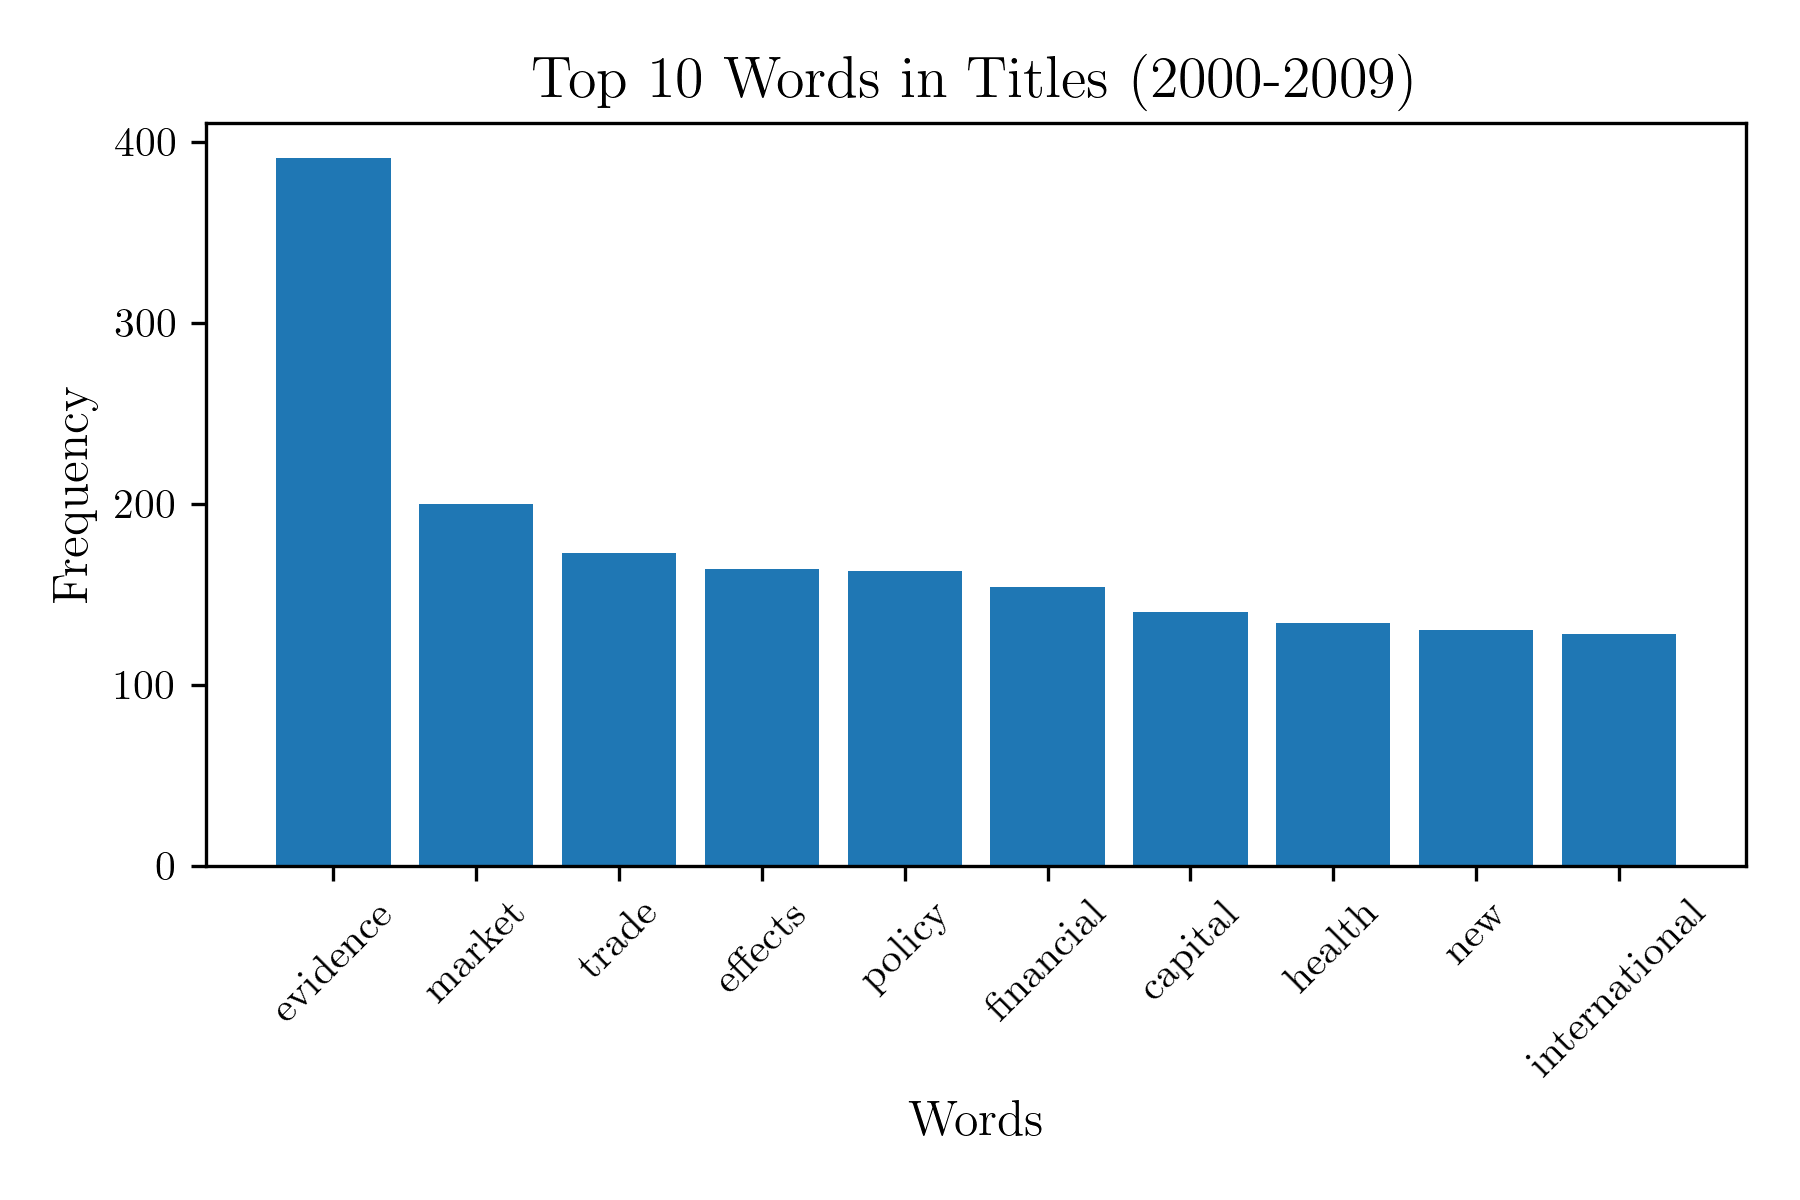 Top 10 Words in Titles (2000-2009)
400
300
200
100
0
Frequency
evidence
market
trade
effects
policy
financial
capital
health
new
international
Words